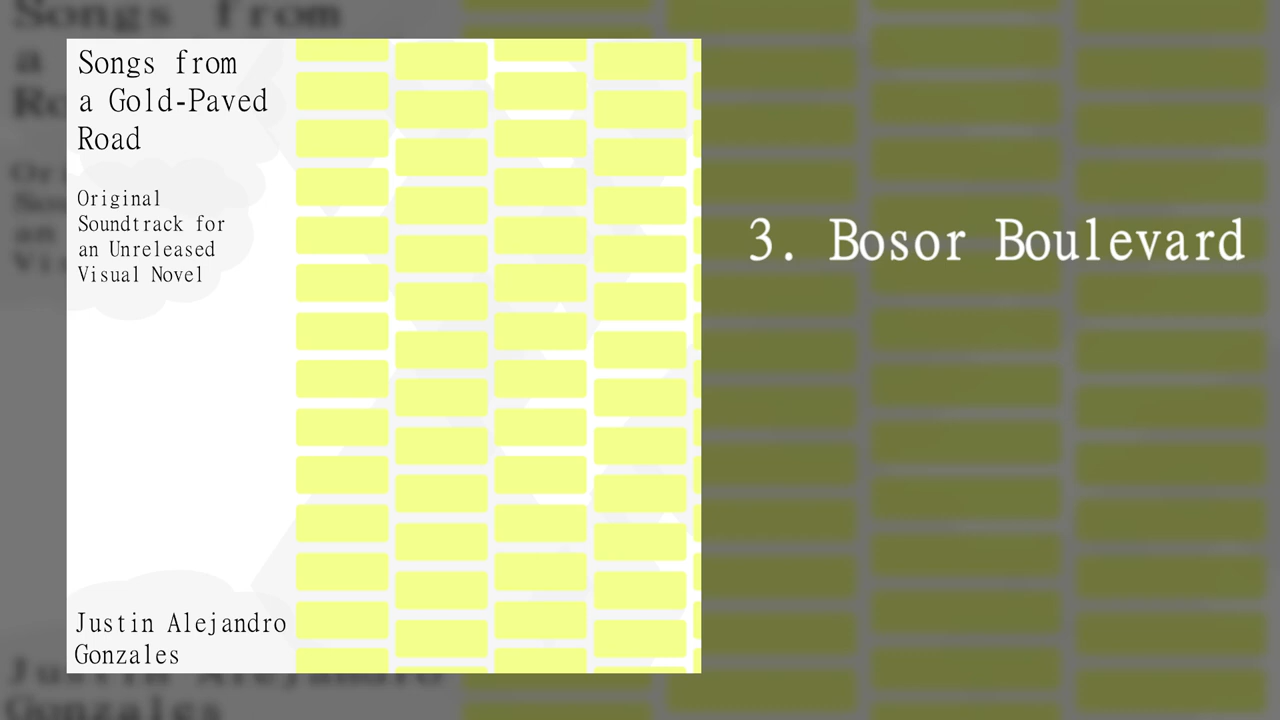 Songs from
a Gold-Paved
Road
Original
Soundtrack for
an Unreleased
Visual Novel
Justin Alejandro
Gonzales
3. Bosor Boulevard